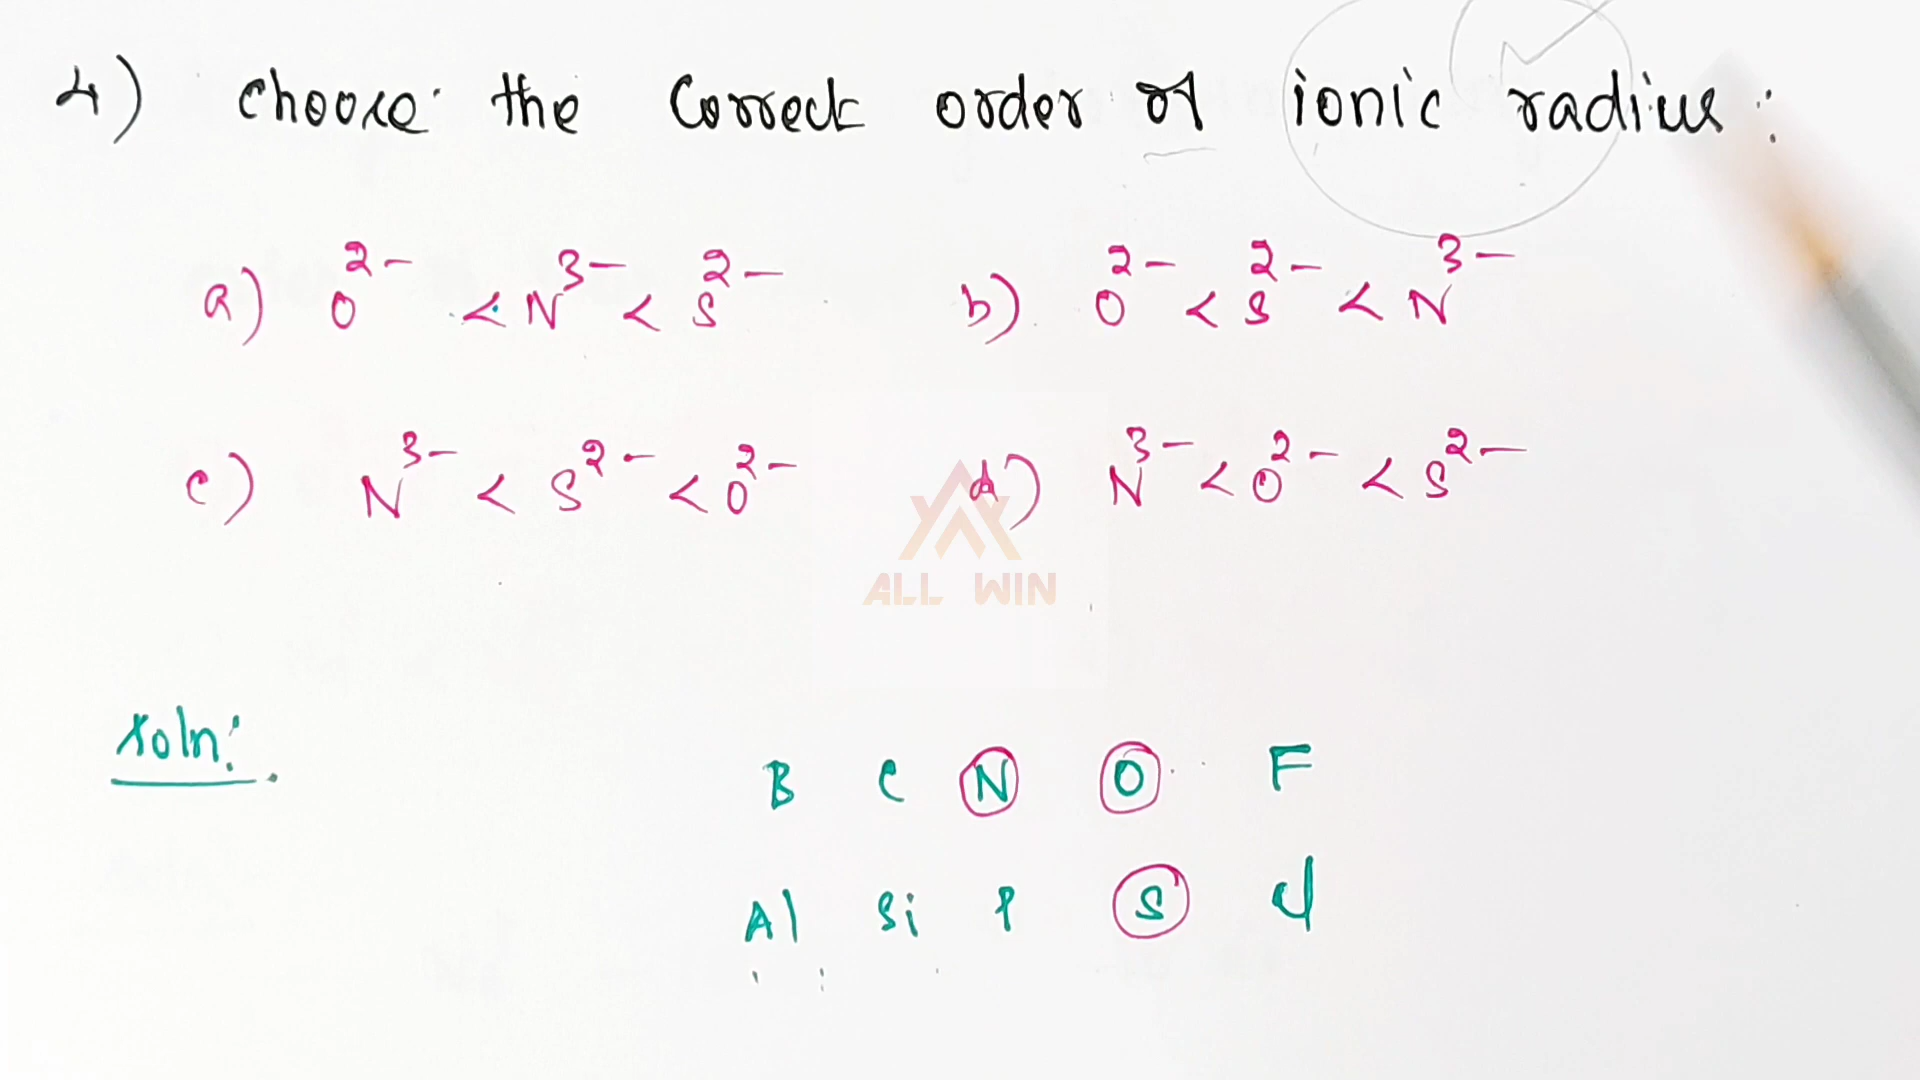 4) choose the correct order of ionic radius:
a) O²⁻ < N³⁻ < S²⁻ b) O²⁻ < S²⁻ < N³⁻
c) N³⁻ < S²⁻ < O²⁻ d) N³⁻ < O²⁻ < S²⁻
ALL WIN
soln:
B C N O F
Al Si P S Cl